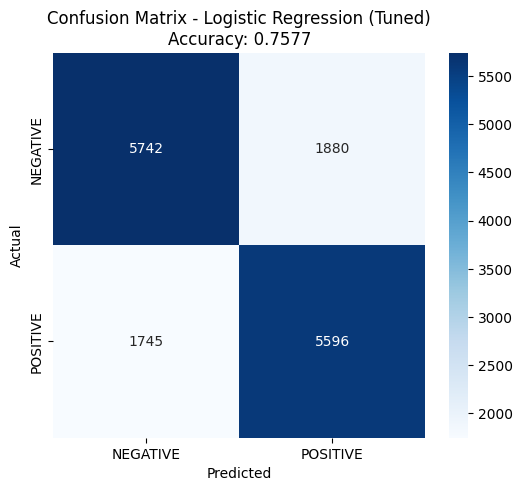 Confusion Matrix - Logistic Regression (Tuned)
Accuracy: 0.7577
NEGATIVE
5742
1880
POSITIVE
1745
5596
Actual
NEGATIVE
POSITIVE
Predicted
5500
5000
4500
4000
3500
3000
2500
2000